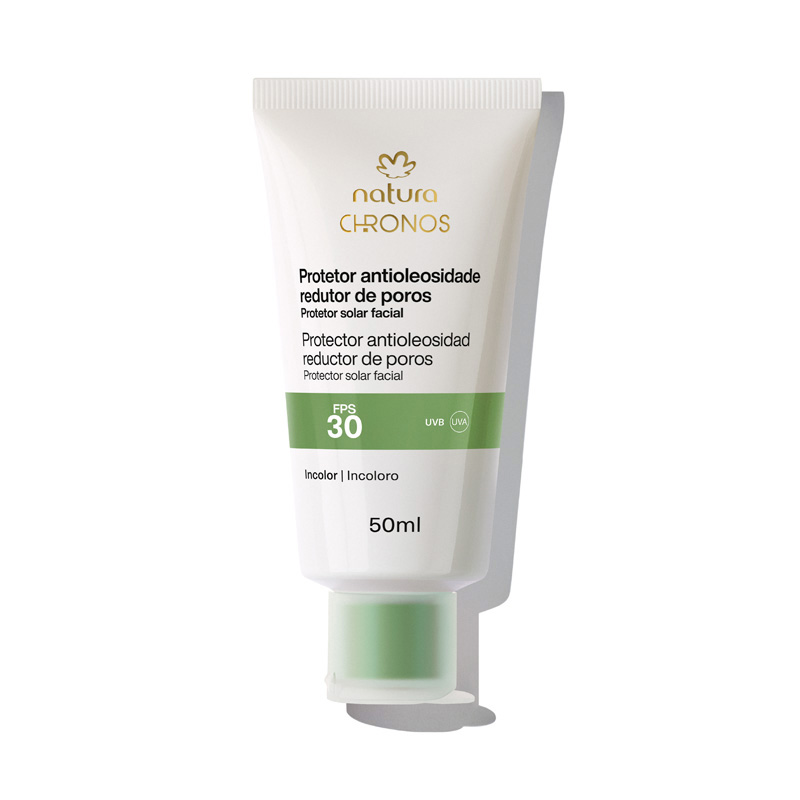 natura
CHRONOS
Protetor antioleosidade
redutor de poros
Protetor solar facial
Protector antioleosidad
reductor de poros
Protector solar facial
FPS
30
UVB UVA
Incolor | Incoloro
50ml